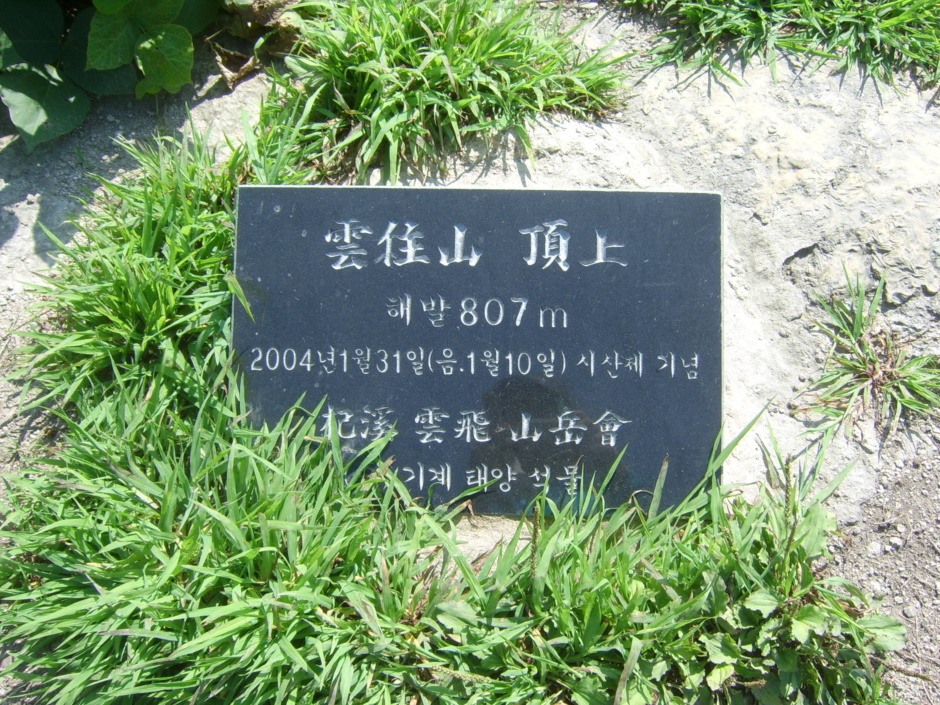 雲住山 頂上
해발 807m
2004년1월31일(음.1월10일) 시산제 기념
杞溪 雲飛 山岳會
기계 태양 석물